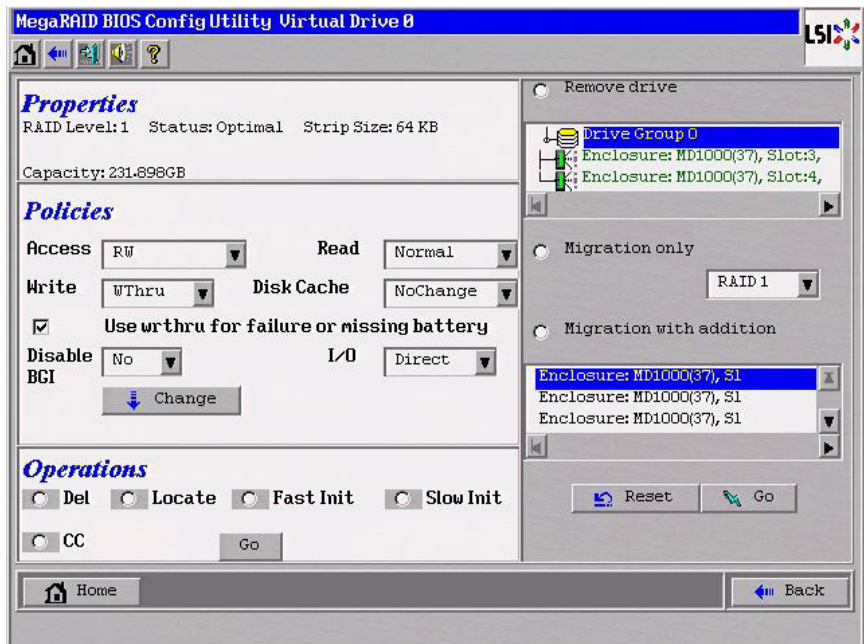 MegaRAID BIOS Config Utility Virtual Drive 0
LSI
Properties
RAID Level: 1 Status: Optimal Strip Size: 64 KB
Capacity: 231.898GB
Policies
Access RW Read Normal
Write WThru Disk Cache NoChange
Use wrthru for failure or missing battery
Disable BGI No I/O Direct
Change
Operations
Del Locate Fast Init Slow Init
CC Go
Remove drive
Drive Group 0
Enclosure: MD1000(37), Slot:3,
Enclosure: MD1000(37), Slot:4,
Migration only
RAID 1
Migration with addition
Enclosure: MD1000(37), Sl
Enclosure: MD1000(37), Sl
Enclosure: MD1000(37), Sl
Reset Go
Home Back